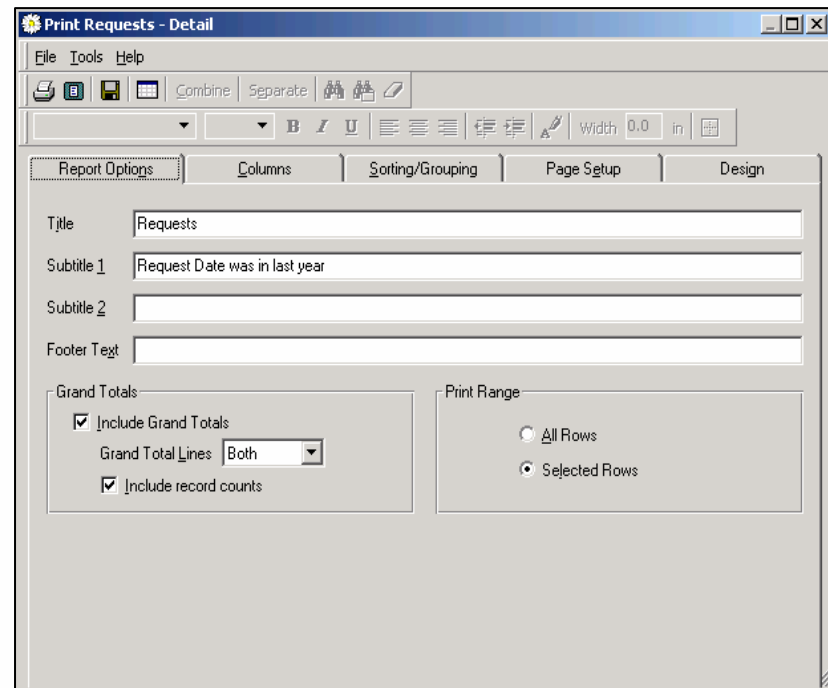 Print Requests - Detail
File Tools Help
Combine Separate
B I U Width 0.0 in
Report Options Columns Sorting/Grouping Page Setup Design
Title Requests
Subtitle 1 Request Date was in last year
Subtitle 2
Footer Text
Grand Totals Print Range
Include Grand Totals All Rows
Grand Total Lines Both Selected Rows
Include record counts